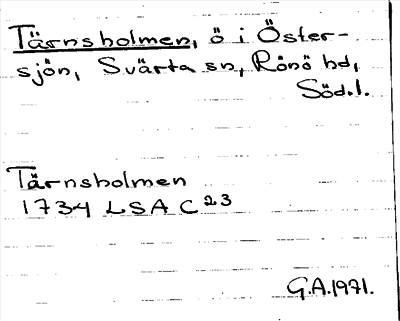 Tärnsholmen, ö i Öster-
sjön, Svärta sn, Rönö hd,
Söd.l.
Tärnsholmen
1734 LSA C23
G.A.1971.